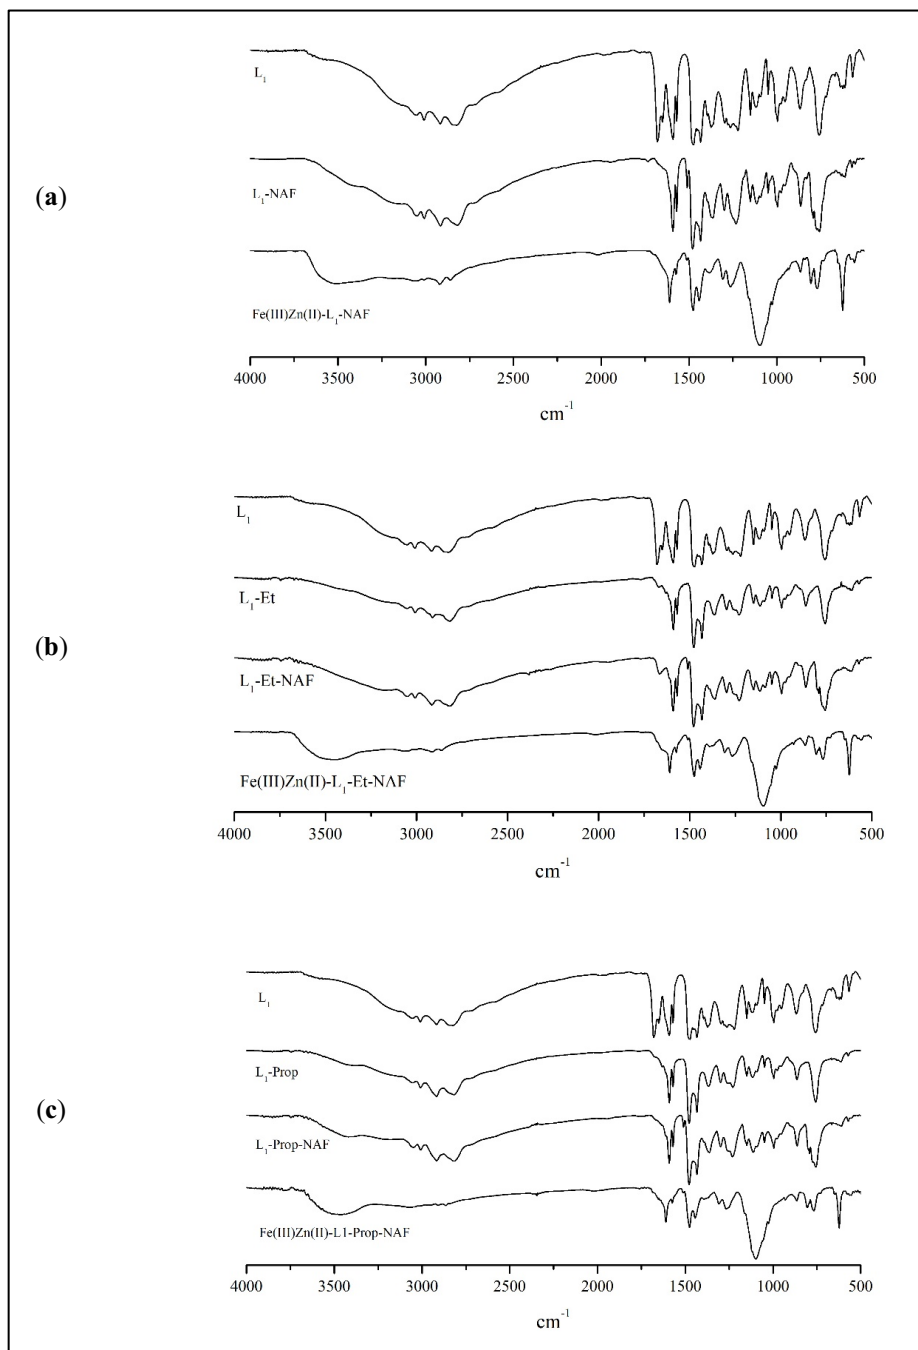 (a)
L₁
L₁-NAF
Fe(III)Zn(II)-L₁-NAF
4000 3500 3000 2500 2000 1500 1000 500
cm⁻¹
(b)
L₁
L₁-Et
L₁-Et-NAF
Fe(III)Zn(II)-L₁-Et-NAF
4000 3500 3000 2500 2000 1500 1000 500
cm⁻¹
(c)
L₁
L₁-Prop
L₁-Prop-NAF
Fe(III)Zn(II)-L1-Prop-NAF
4000 3500 3000 2500 2000 1500 1000 500
cm⁻¹